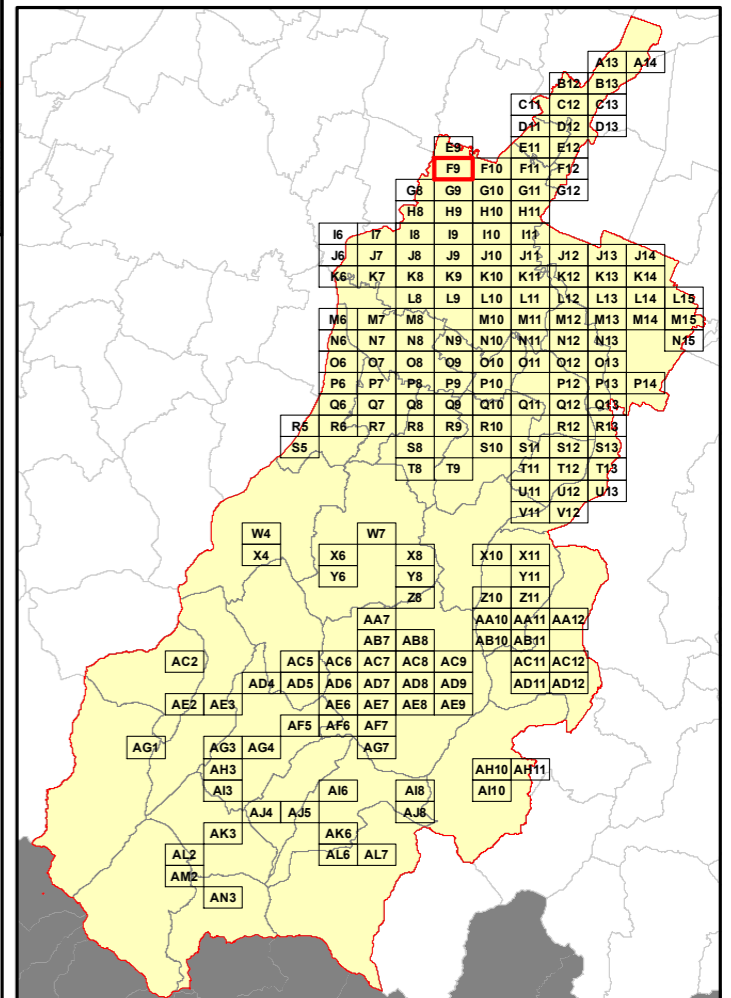 A13 A14
B12 B13
C11 C12 C13
D11 D12 D13
E9 E11 E12
F9 F10 F11 F12
G8 G9 G10 G11 G12
H8 H9 H10 H11
I6 I7 I8 I9 I10 I11
J6 J7 J8 J9 J10 J11 J12 J13 J14
K6 K7 K8 K9 K10 K11 K12 K13 K14
L8 L9 L10 L11 L12 L13 L14 L15
M6 M7 M8 M10 M11 M12 M13 M14 M15
N6 N7 N8 N9 N10 N11 N12 N13 N15
O6 O7 O8 O9 O10 O11 O12 O13
P6 P7 P8 P9 P10 P12 P13 P14
Q6 Q7 Q8 Q9 Q10 Q11 Q12 Q13
R5 R6 R7 R8 R9 R10 R12 R13
S5 S8 S10 S11 S12 S13
T8 T9 T11 T12 T13
U11 U12 U13
V11 V12
W4 W7
X4 X6 X8 X10 X11
Y6 Y8 Y11
Z8 Z10 Z11
AA7 AA10 AA11 AA12
AB7 AB8 AB10 AB11
AC2 AC5 AC6 AC7 AC8 AC9 AC11 AC12
AD4 AD5 AD6 AD7 AD8 AD9 AD11 AD12
AE2 AE3 AE6 AE7 AE8 AE9
AF5 AF6 AF7
AG1 AG3 AG4 AG7
AH3 AH10 AH11
AI3 AI6 AI8 AI10
AJ4 AJ5 AJ8
AK3 AK6
AL2 AL6 AL7
AM2
AN3